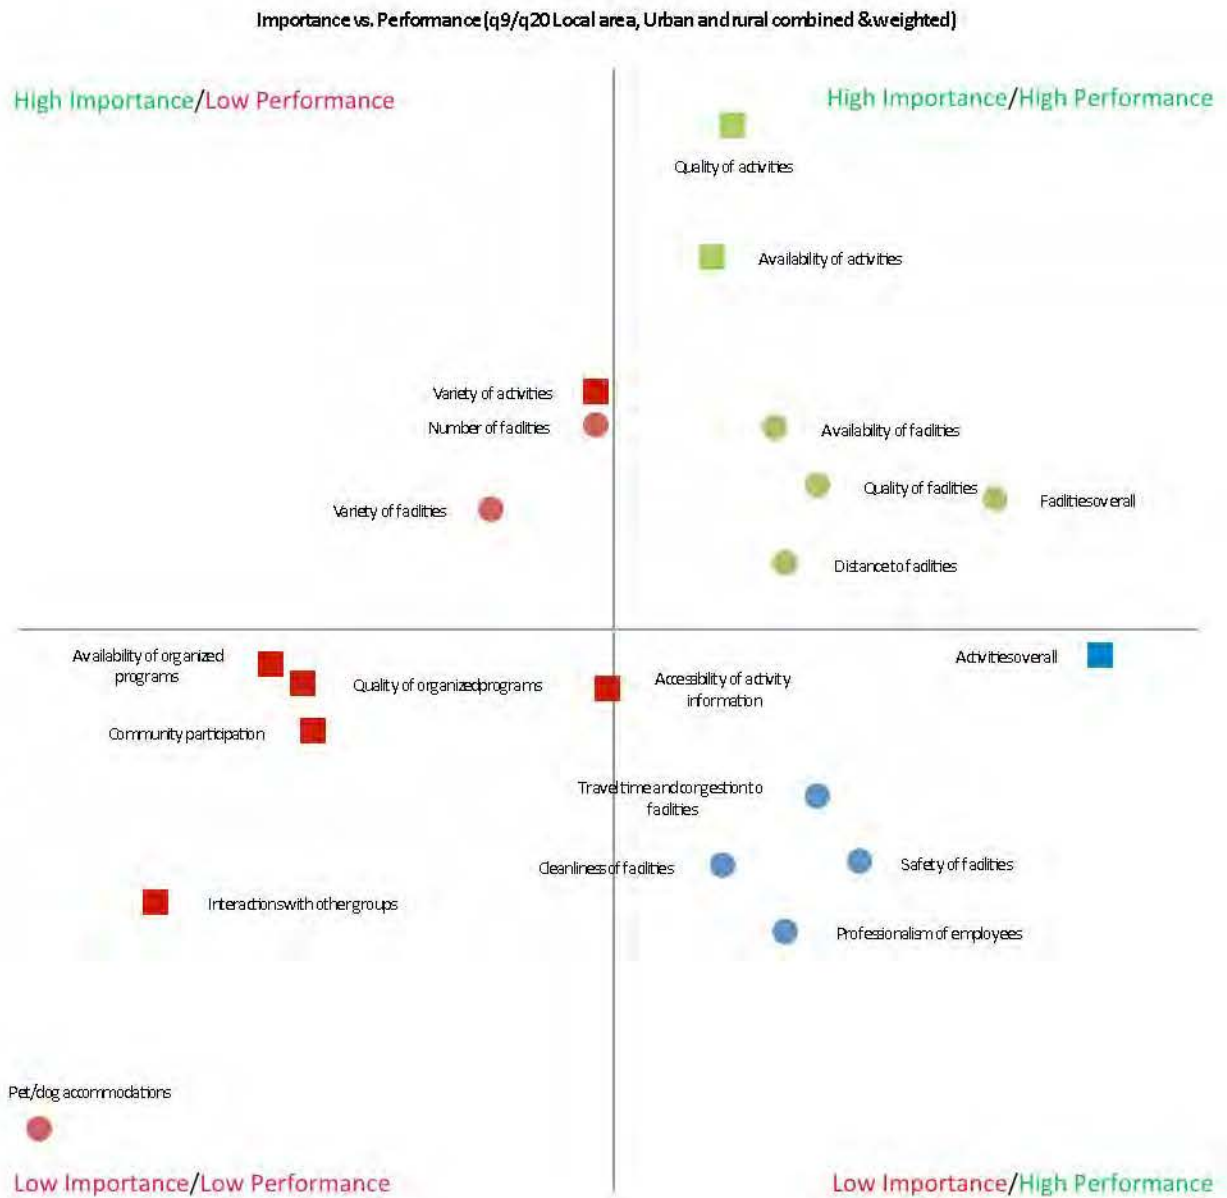 Importance vs. Performance (q9/q20 Local area, Urban and rural combined & weighted)
High Importance/Low Performance
High Importance/High Performance
Quality of activities
Availability of activities
Variety of activities
Number of facilities
Availability of facilities
Quality of facilities
Facilities overall
Variety of facilities
Distance to facilities
Availability of organized
programs
Quality of organized programs
Accessibility of activity
information
Activities overall
Community participation
Travel time and congestion to
facilities
Cleanliness of facilities
Safety of facilities
Interactions with other groups
Professionalism of employees
Pet/dog accommodations
Low Importance/Low Performance
Low Importance/High Performance